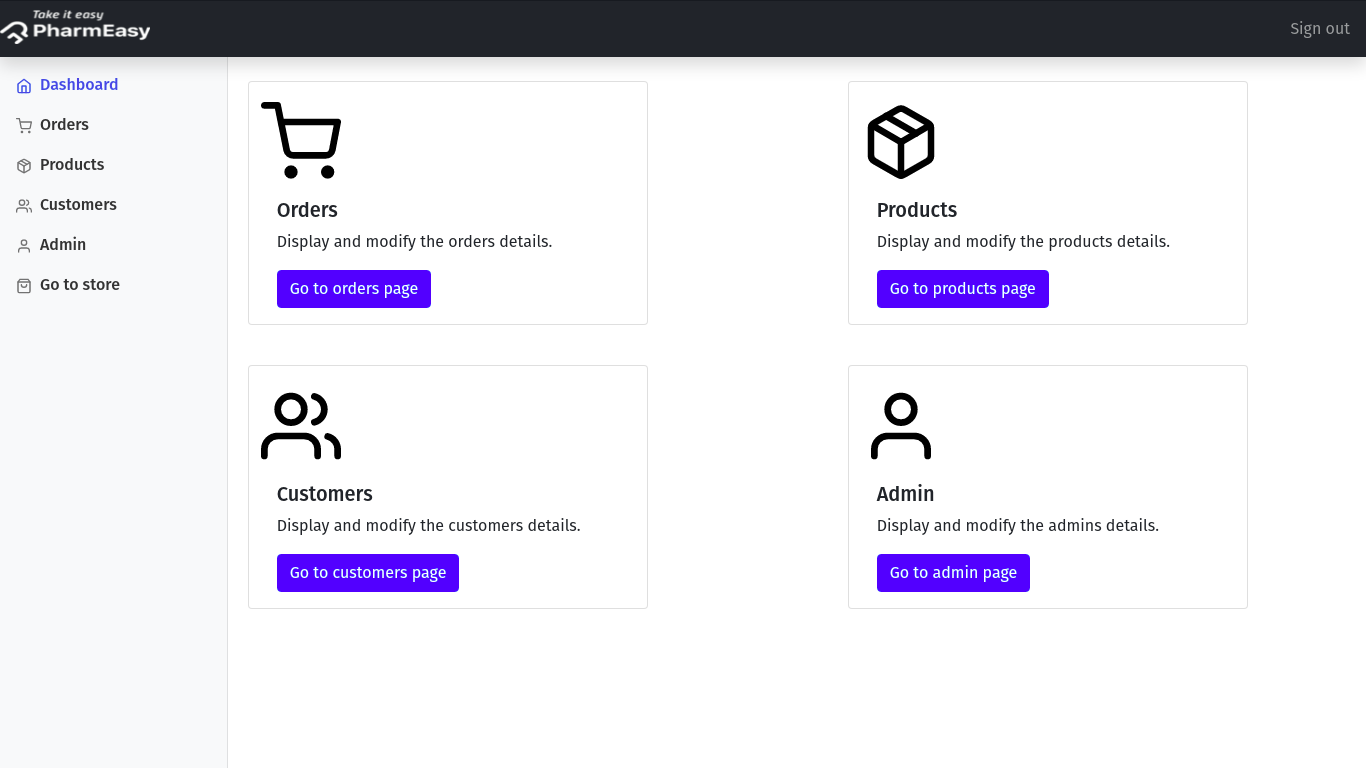 Take it easy
PharmEasy
Sign out
Dashboard
Orders
Products
Customers
Admin
Go to store
Orders
Display and modify the orders details.
Go to orders page
Products
Display and modify the products details.
Go to products page
Customers
Display and modify the customers details.
Go to customers page
Admin
Display and modify the admins details.
Go to admin page